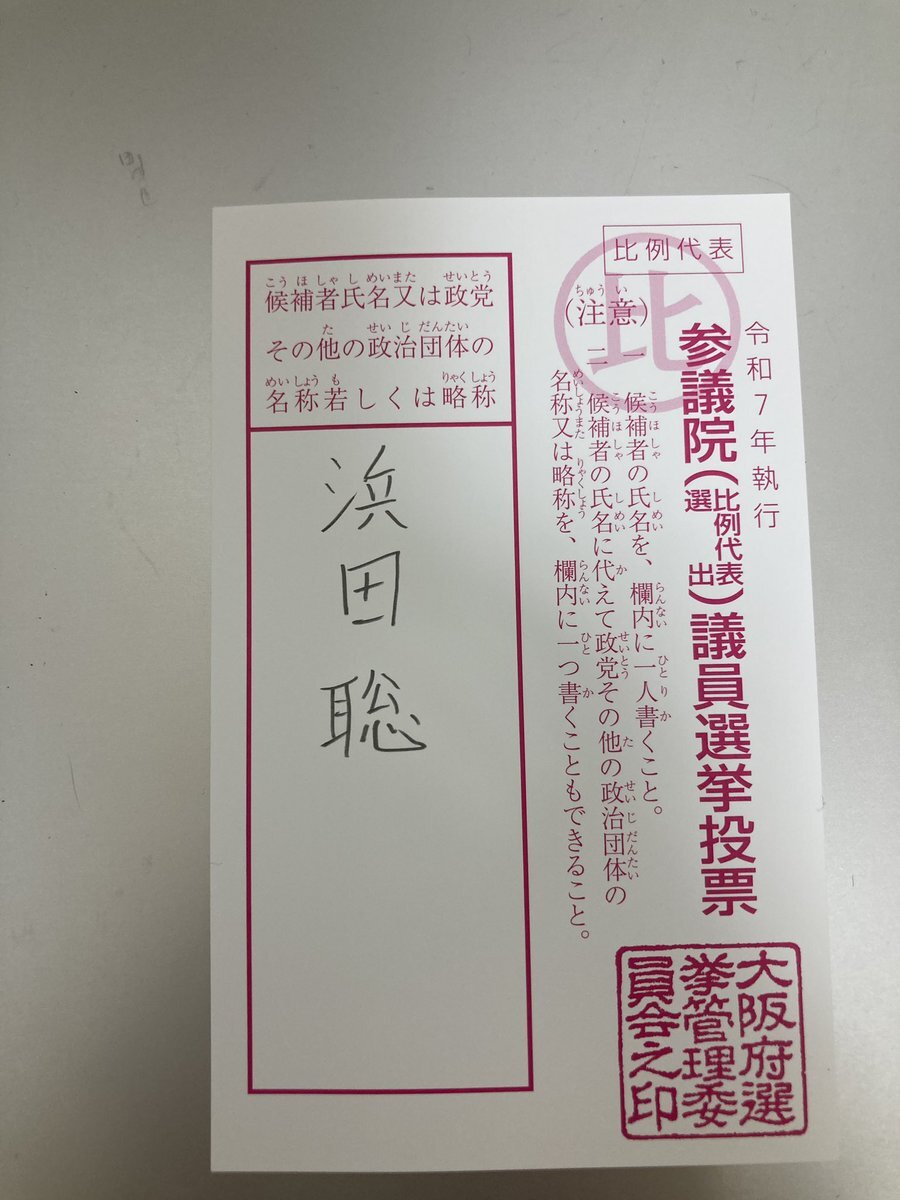 比例代表
比
令和7年執行
参議院(比例代表選出)議員選挙投票
(注意)
一 候補者の氏名を、欄内に一人書くこと。
二 候補者の氏名に代えて政党その他の政治団体の
名称又は略称を、欄内に一つ書くこともできること。
大阪府選
挙管理委
員会之印
候補者氏名又は政党
その他の政治団体の
名称若しくは略称
浜田聡